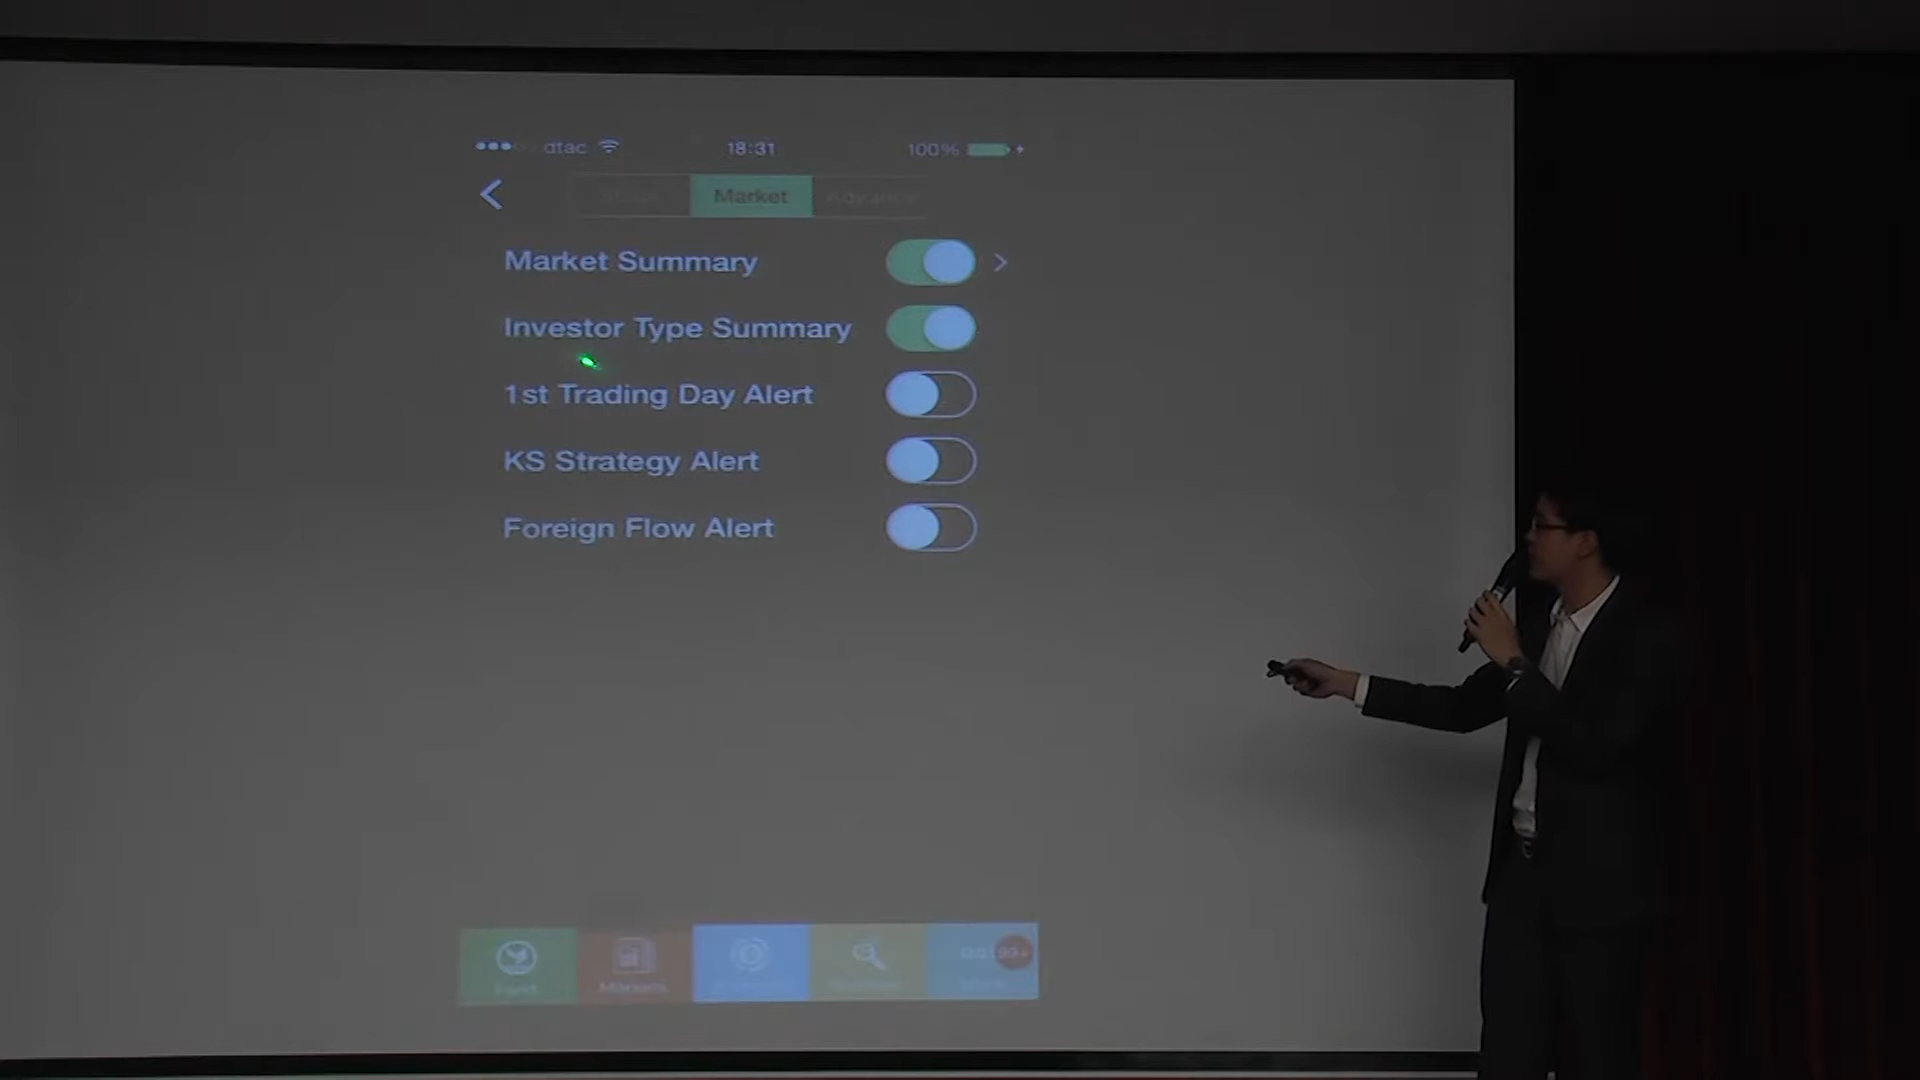 dtac 18:31 100%
Market
Market Summary
Investor Type Summary
1st Trading Day Alert
KS Strategy Alert
Foreign Flow Alert
Markets